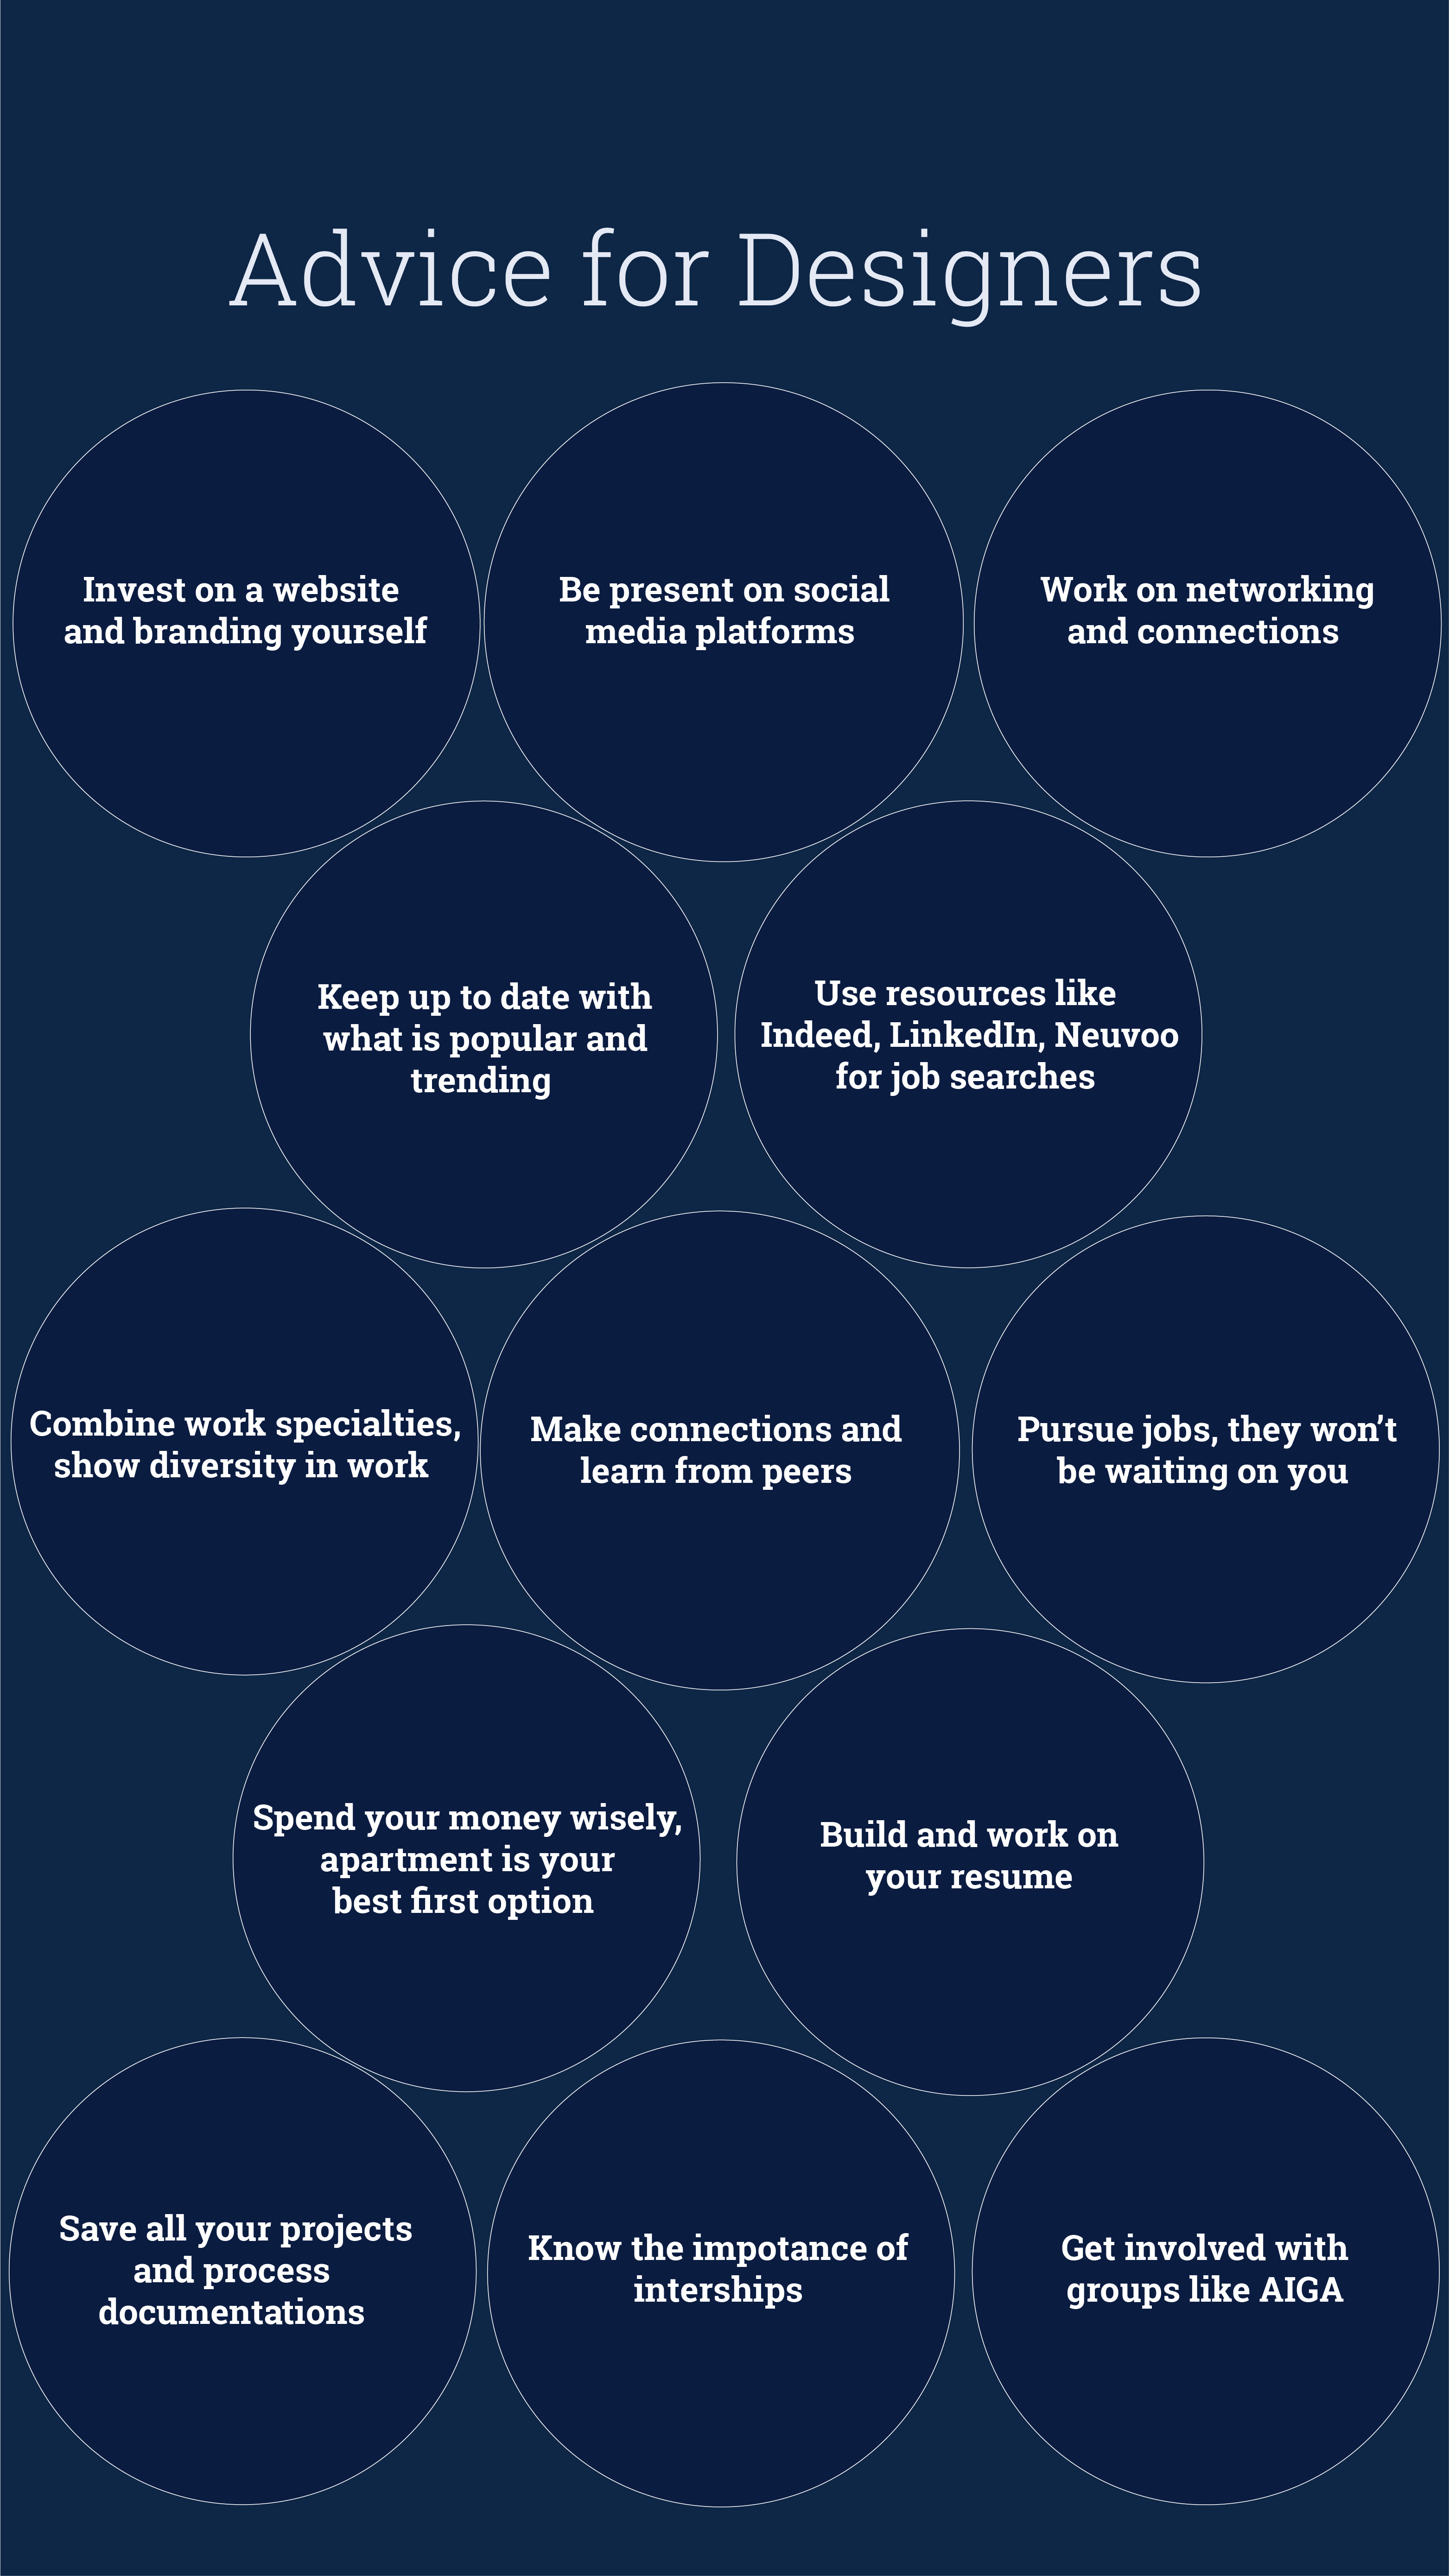 Advice for Designers
Invest on a website
and branding yourself
Be present on social
media platforms
Work on networking
and connections
Keep up to date with
what is popular and
trending
Use resources like
Indeed, LinkedIn, Neuvoo
for job searches
Combine work specialties,
show diversity in work
Make connections and
learn from peers
Pursue jobs, they won’t
be waiting on you
Spend your money wisely,
apartment is your
best first option
Build and work on
your resume
Save all your projects
and process
documentations
Know the impotance of
interships
Get involved with
groups like AIGA